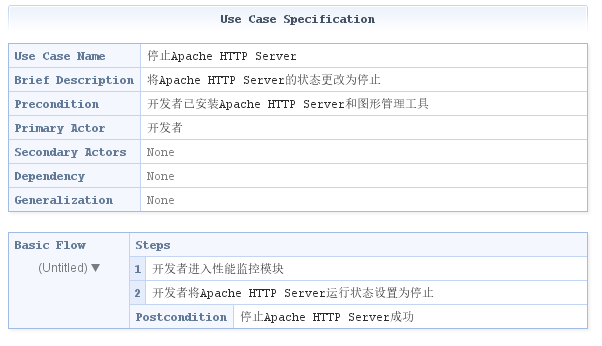 Use Case Specification
Use Case Name 停止Apache HTTP Server
Brief Description 将Apache HTTP Server的状态更改为停止
Precondition 开发者已安装Apache HTTP Server和图形管理工具
Primary Actor 开发者
Secondary Actors None
Dependency None
Generalization None
Basic Flow Steps
(Untitled) ▼
1 开发者进入性能监控模块
2 开发者将Apache HTTP Server运行状态设置为停止
Postcondition 停止Apache HTTP Server成功